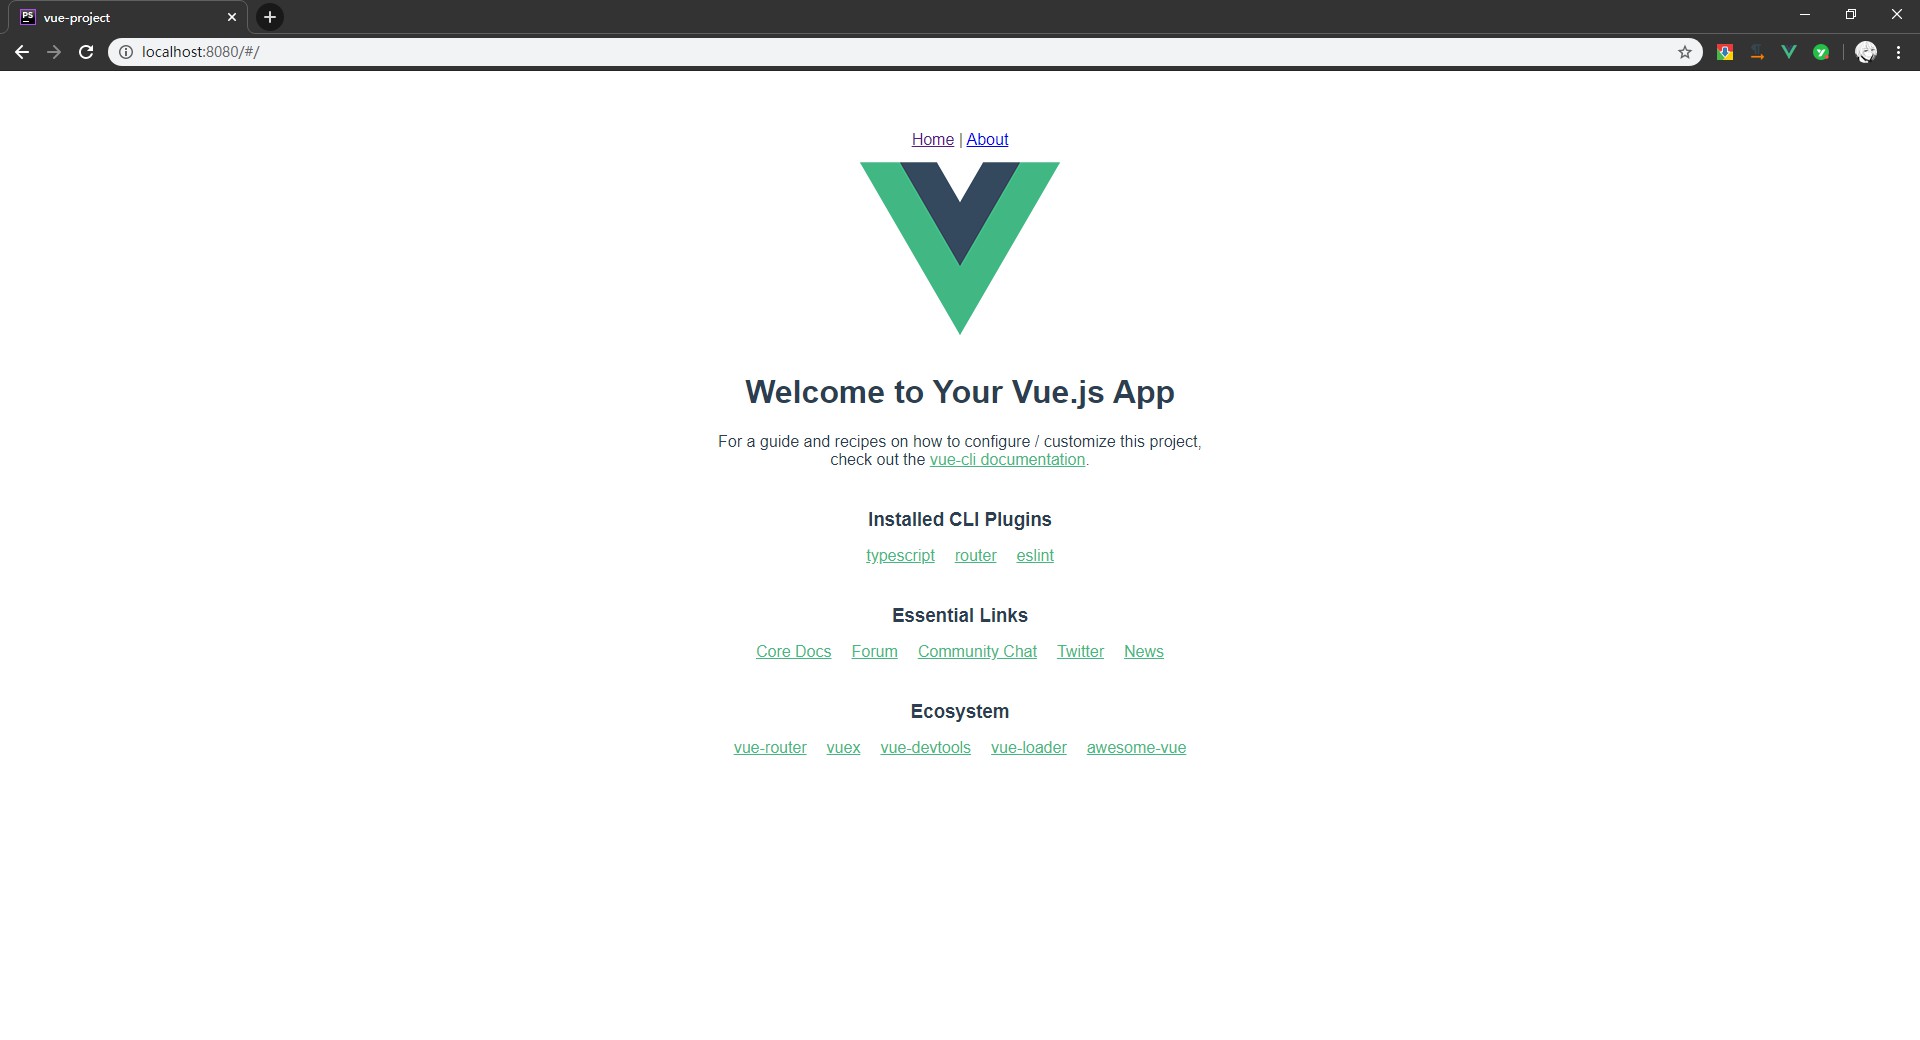 PS vue-project
localhost:8080/#/
Home | About
Welcome to Your Vue.js App
For a guide and recipes on how to configure / customize this project,
check out the vue-cli documentation.
Installed CLI Plugins
typescript router eslint
Essential Links
Core Docs Forum Community Chat Twitter News
Ecosystem
vue-router vuex vue-devtools vue-loader awesome-vue